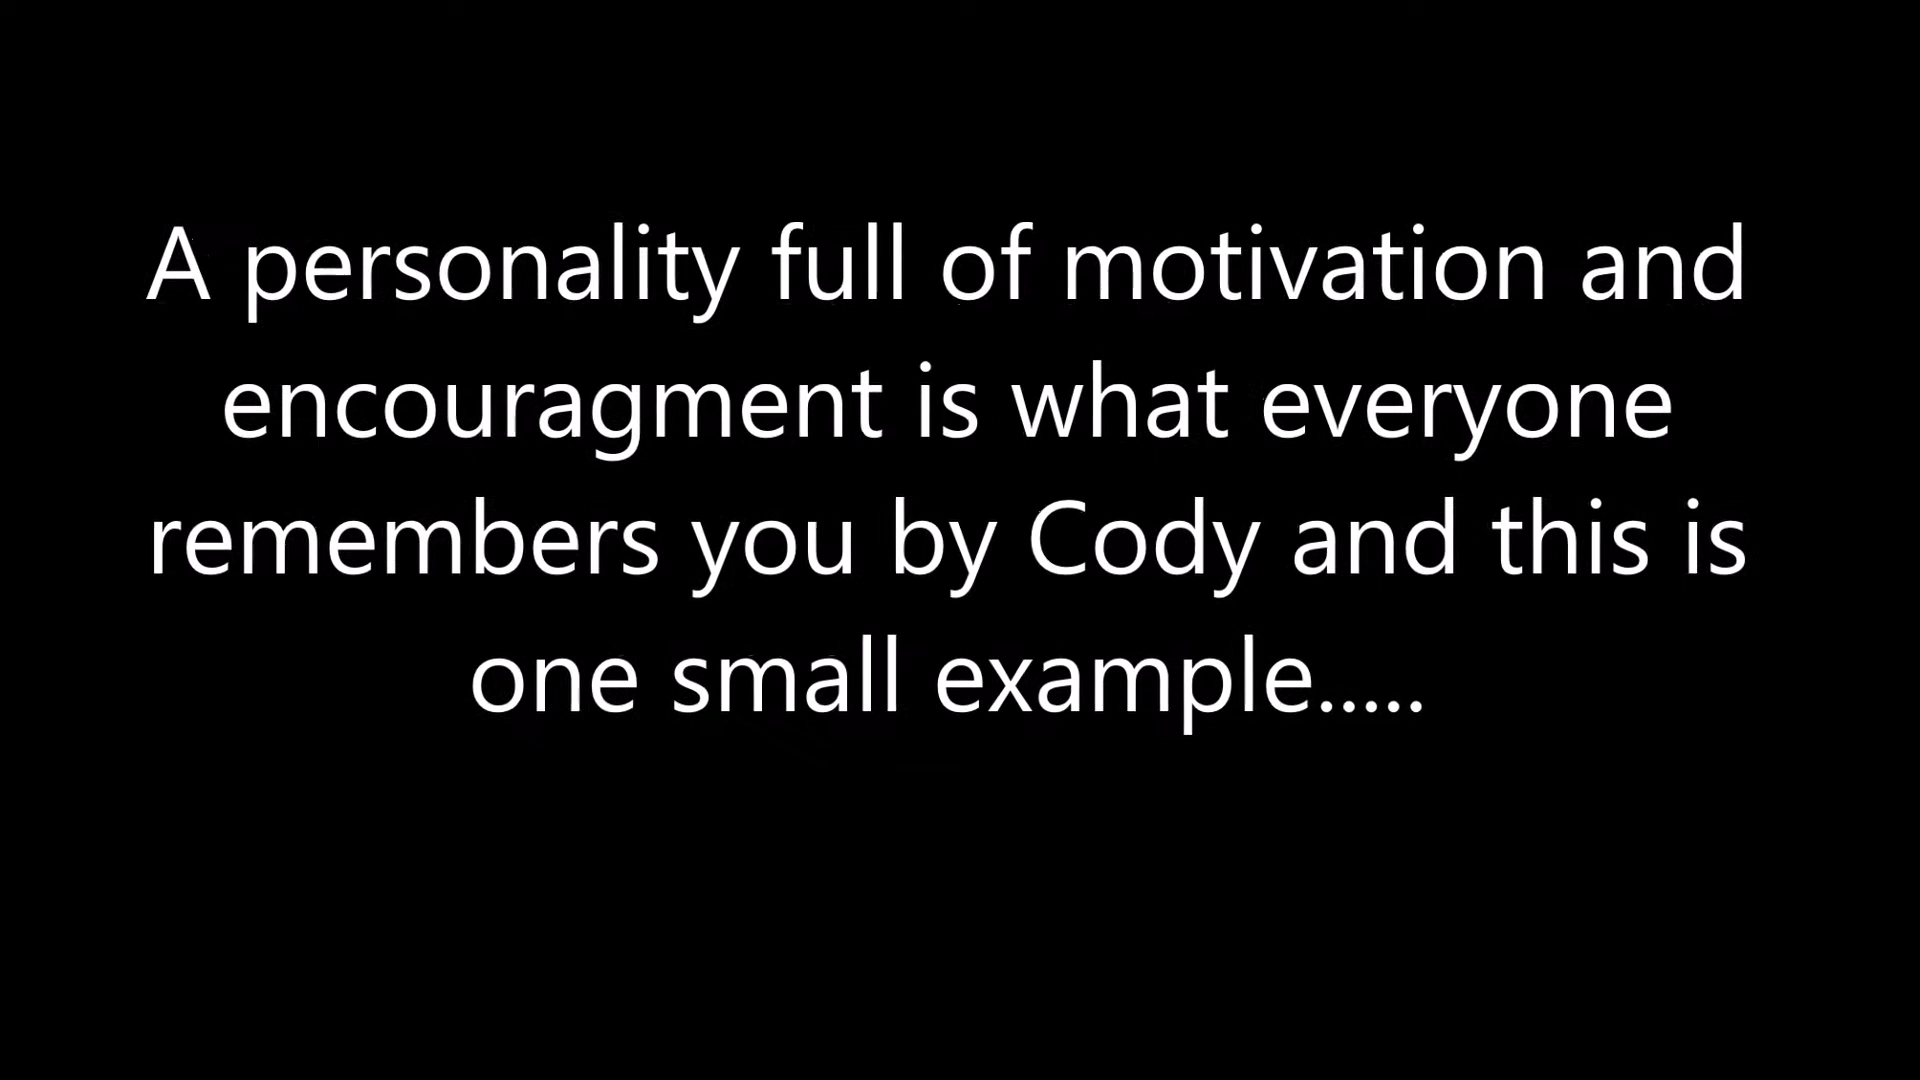 A personality full of motivation and
encouragment is what everyone
remembers you by Cody and this is
one small example.....